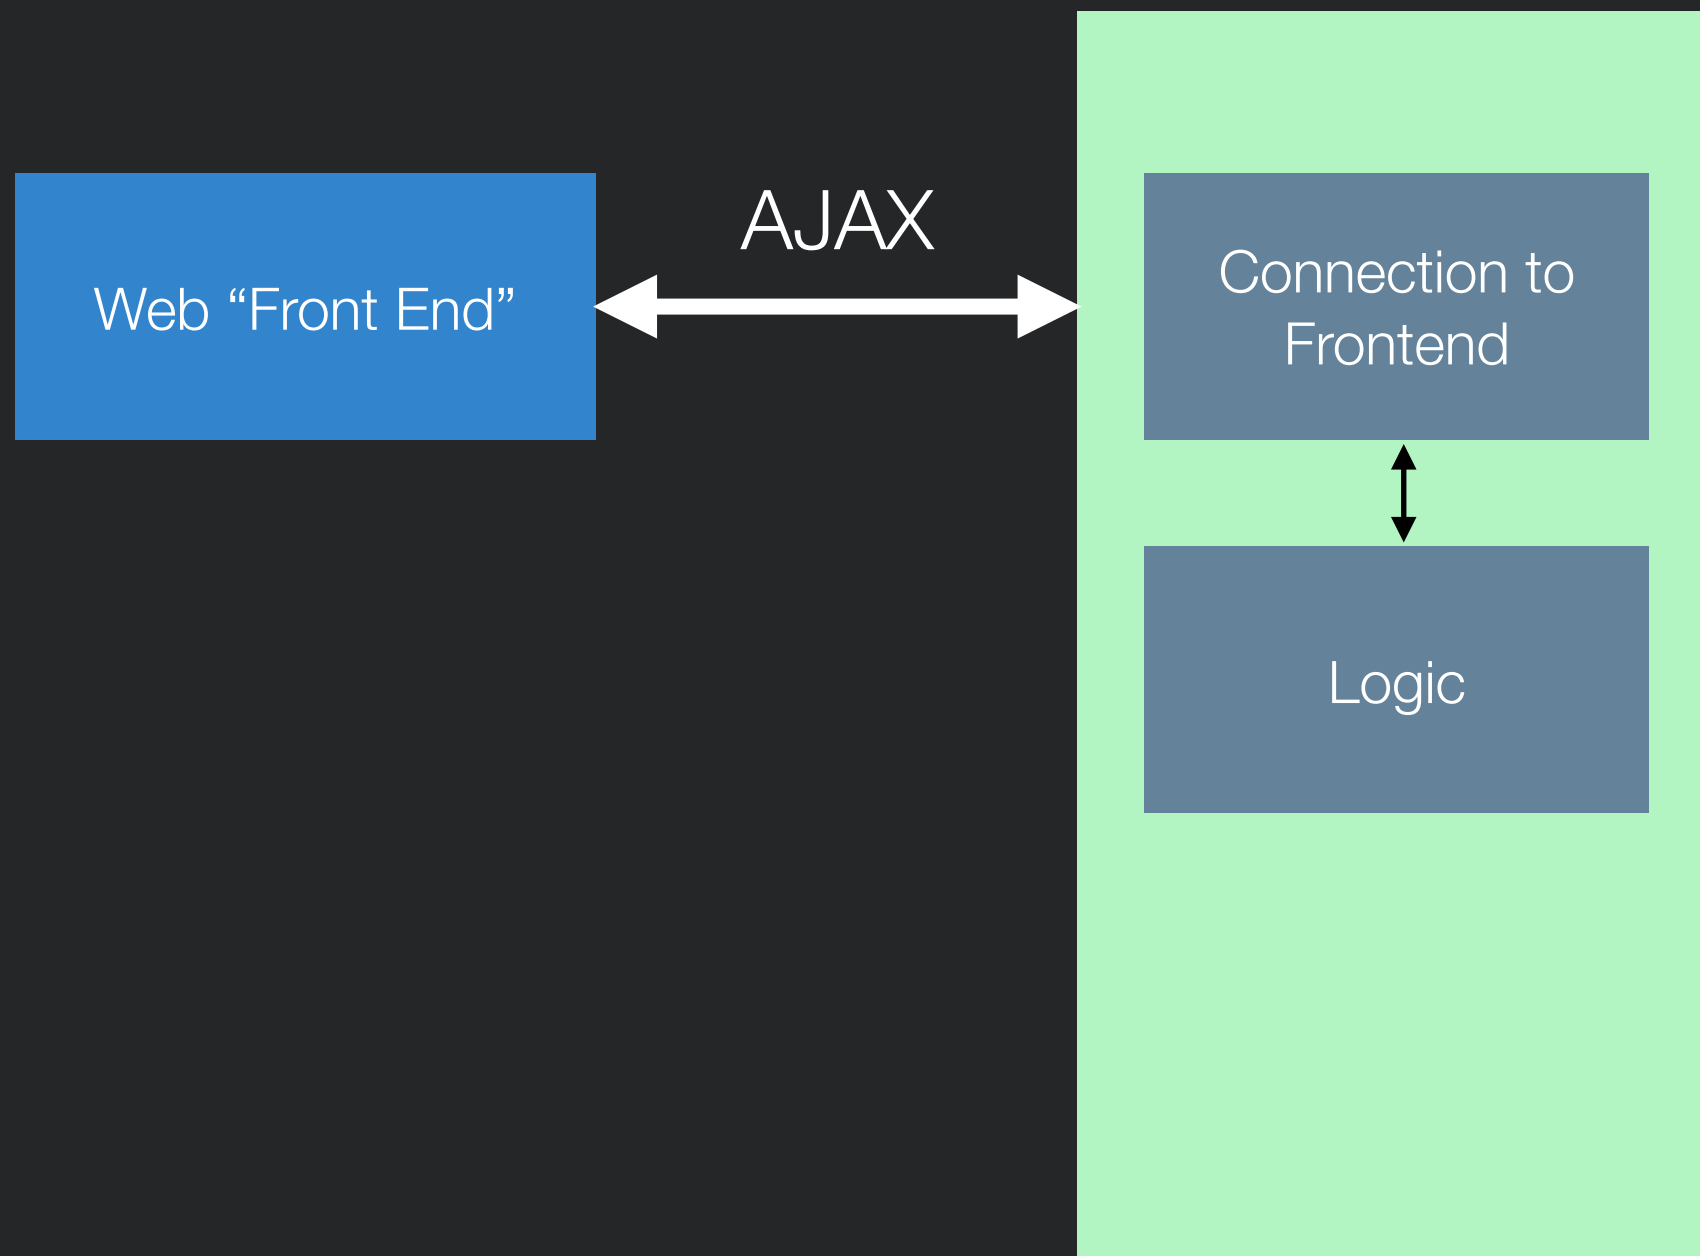 Web “Front End”
AJAX
Connection to
Frontend
Logic